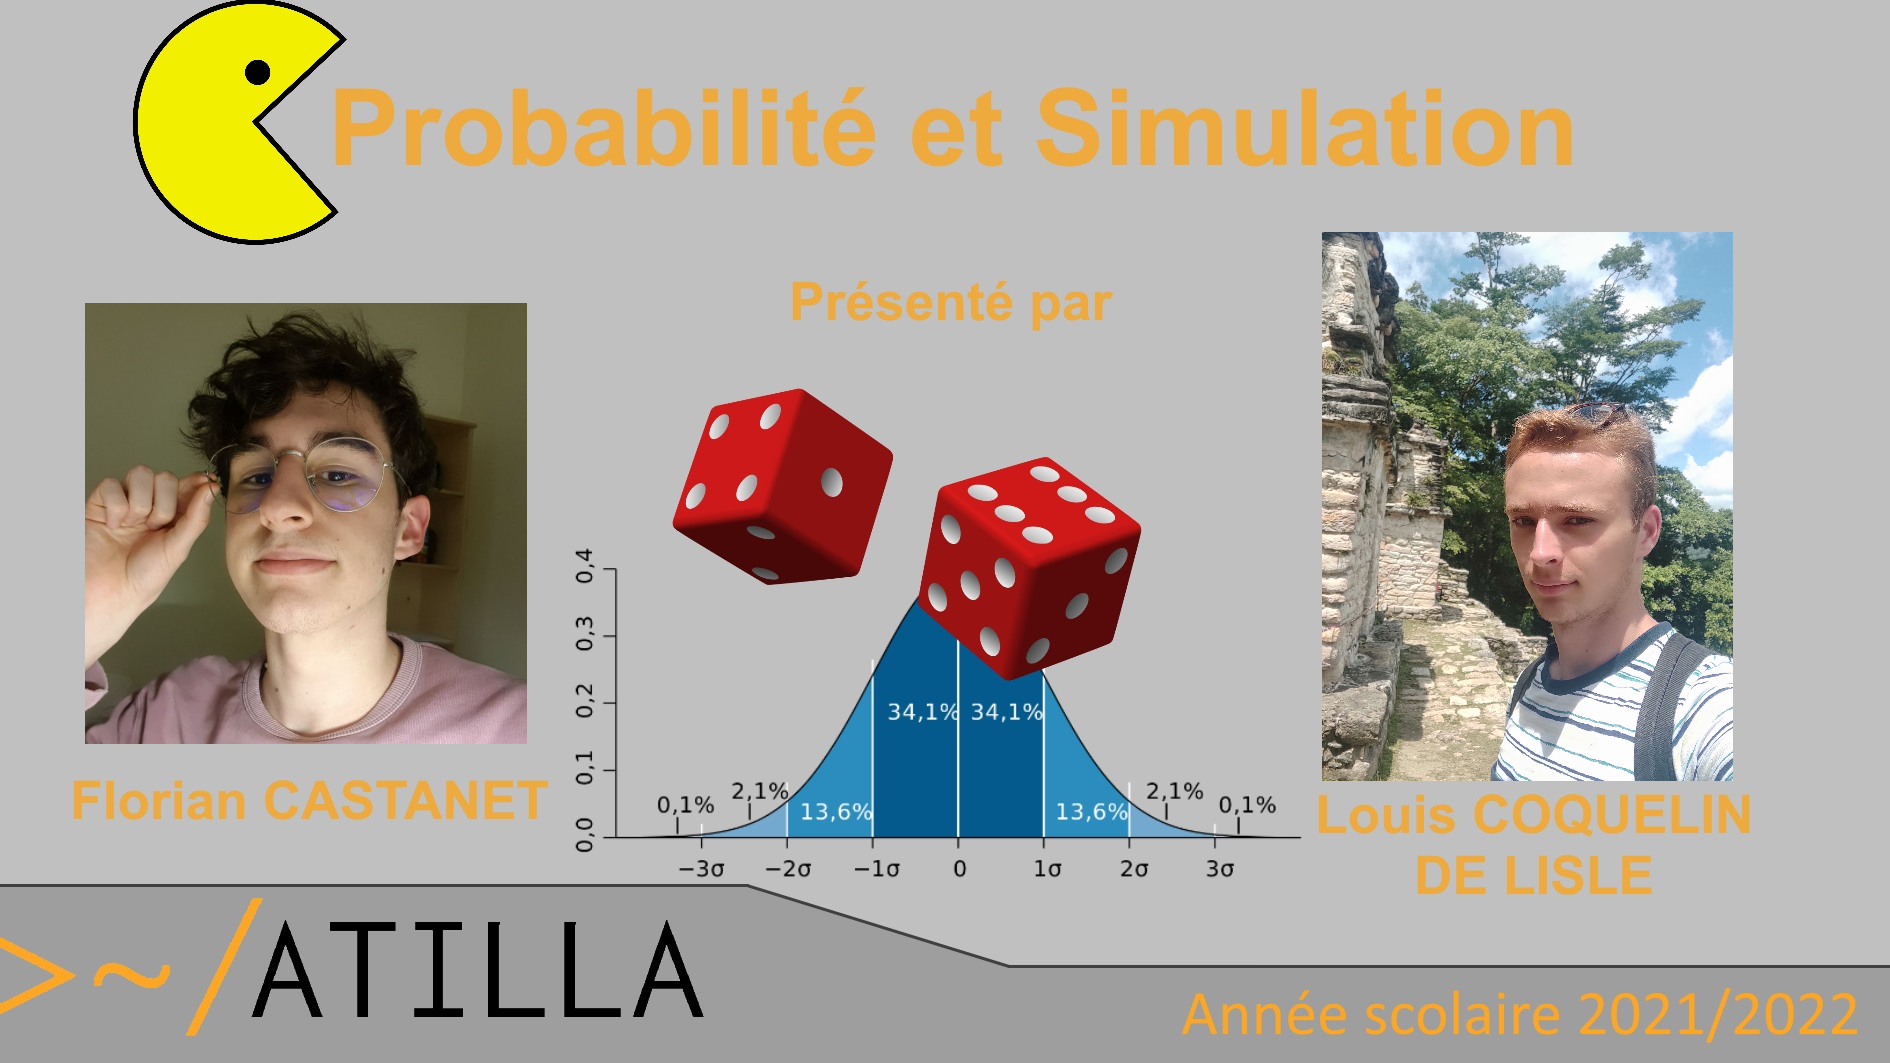 Probabilité et Simulation
Présenté par
Florian CASTANET
Louis COQUELIN
DE LISLE
0,4
0,3
0,2
0,1
0,0
34,1% 34,1%
0,1% 2,1% 13,6% 13,6% 2,1% 0,1%
−3σ −2σ −1σ 0 1σ 2σ 3σ
>~/ATILLA
Année scolaire 2021/2022